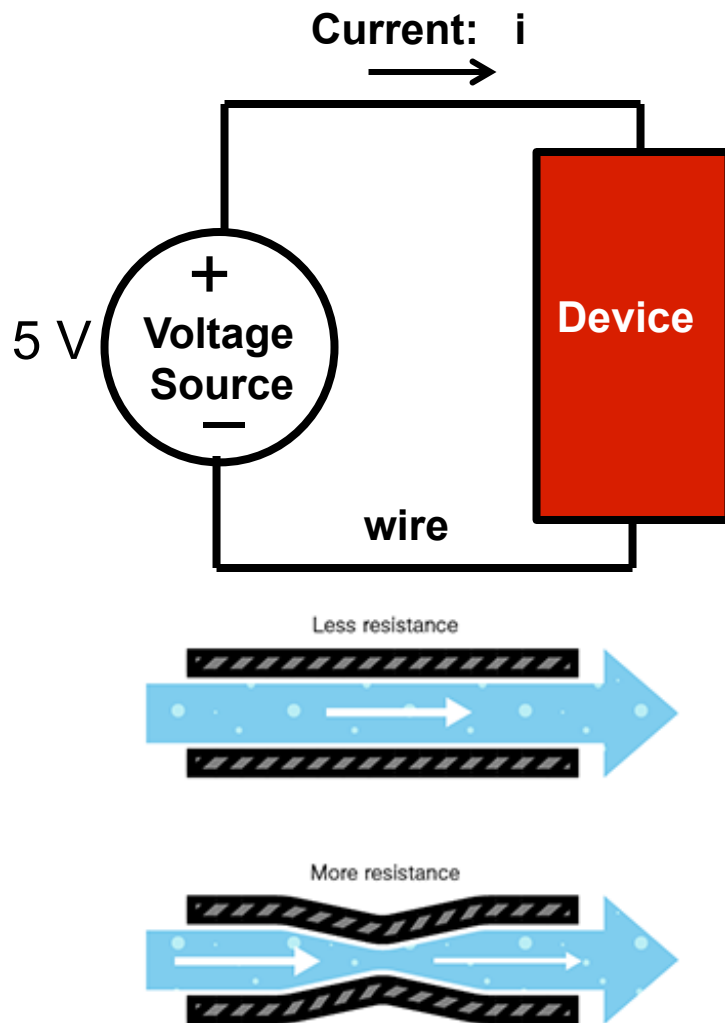 Current: i
+
5 V
Voltage
Source
−
Device
wire
Less resistance
More resistance